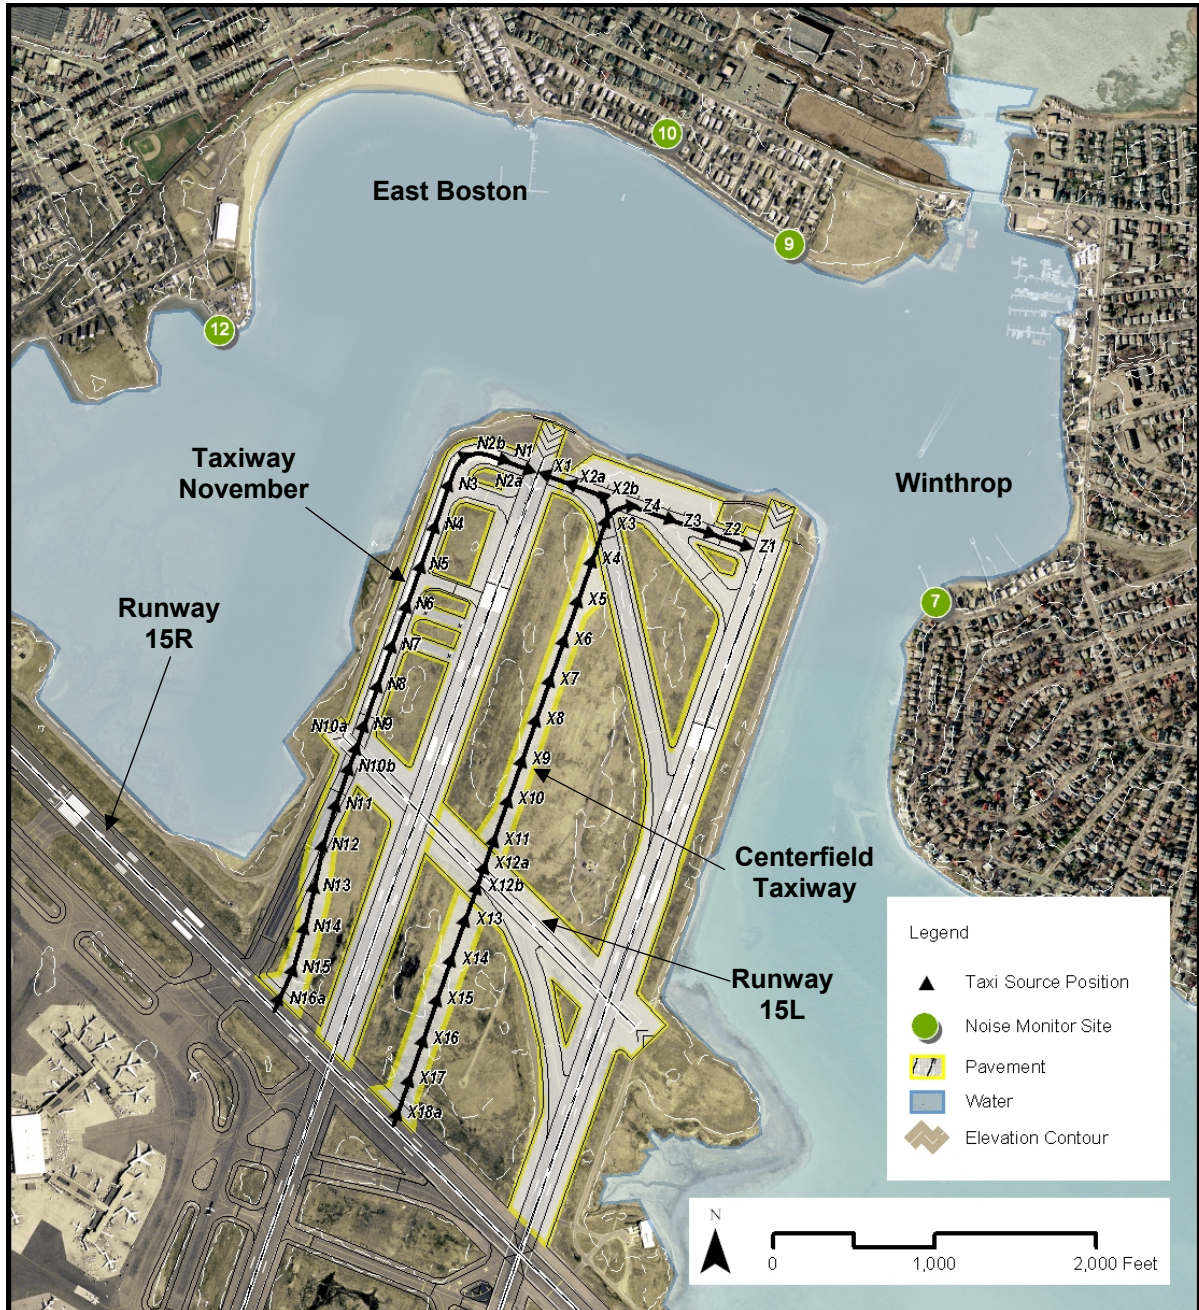 10
East Boston
9
12
N2b
N1
Taxiway
November
N3
N2a
X1
X2a
X2b
Winthrop
N4
X3
Z4
Z3
Z2
Z1
N5
X4
Runway
15R
N6
X5
7
N7
X6
N8
X7
N10a
N9
X8
N10b
X9
N11
X10
N12
X11
X12a
Centerfield
Taxiway
N13
X12b
N14
X13
N15
X14
Runway
15L
N16a
X15
X16
X17
X18a
Legend
Taxi Source Position
Noise Monitor Site
Pavement
Water
Elevation Contour
N
0
1,000
2,000 Feet